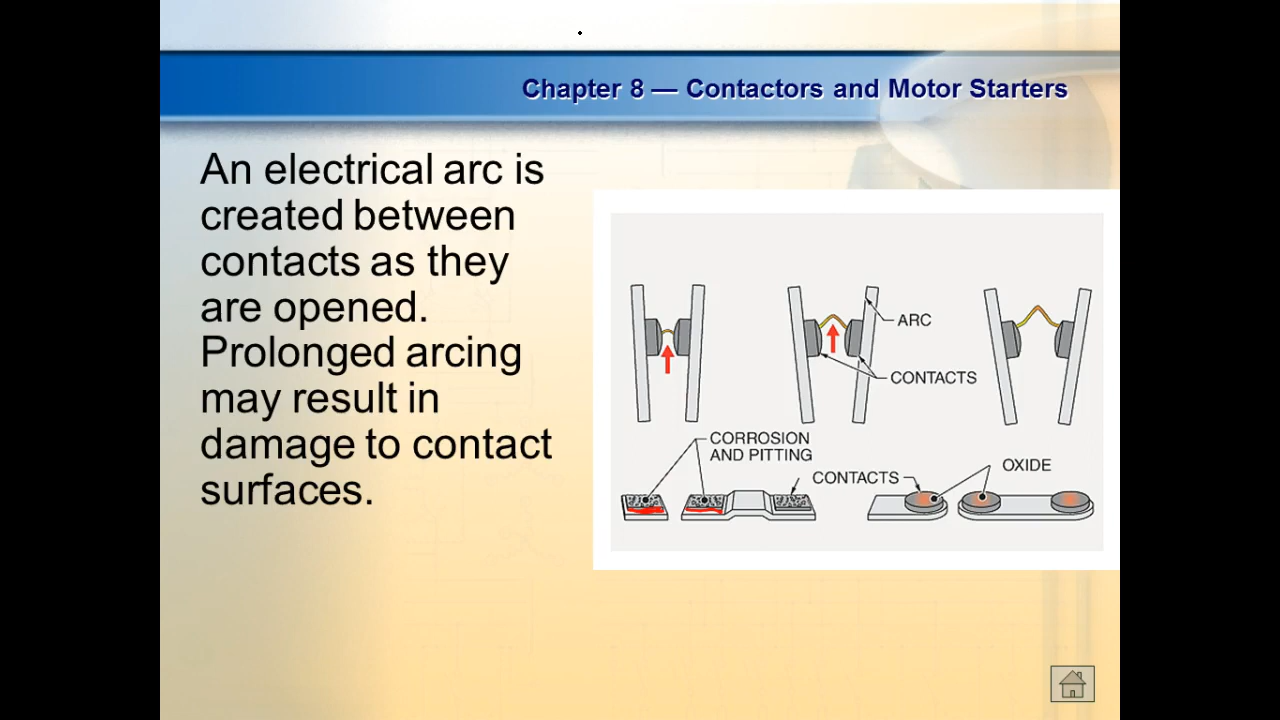 Chapter 8 — Contactors and Motor Starters
An electrical arc is
created between
contacts as they
are opened.
Prolonged arcing
may result in
damage to contact
surfaces.
ARC
CONTACTS
CORROSION
AND PITTING
CONTACTS
OXIDE